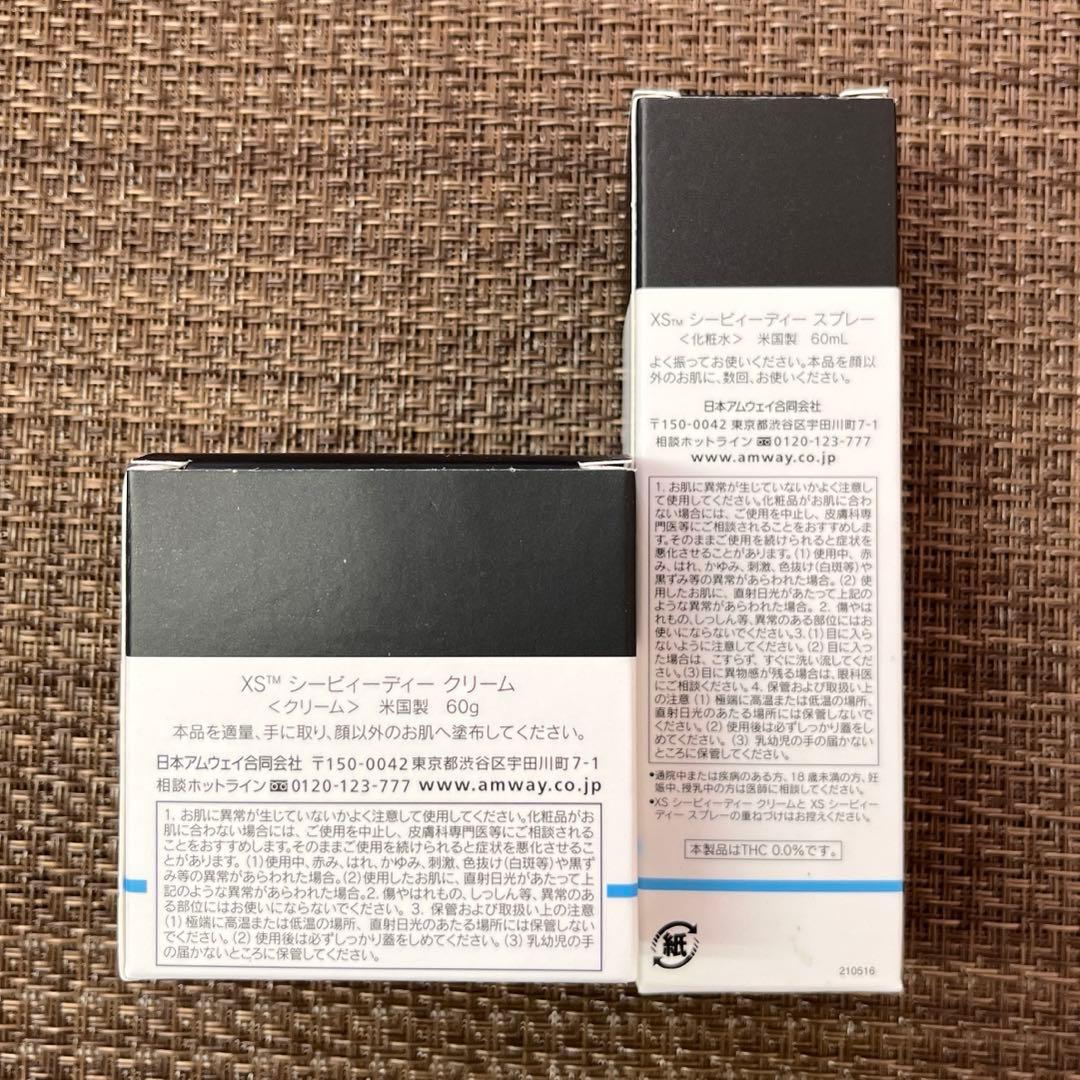 XS™ シービィーディー クリーム
＜クリーム＞ 米国製 60g
本品を適量、手に取り、顔以外のお肌へ塗布してください。
日本アムウェイ合同会社 〒150-0042 東京都渋谷区宇田川町7-1
相談ホットライン 0120-123-777 www.amway.co.jp
1. お肌に異常が生じていないかよく注意して使用してください。化粧品がお
肌に合わない場合には、ご使用を中止し、皮膚科専門医等にご相談される
ことをおすすめします。そのままご使用を続けられると症状を悪化させるこ
とがあります。(1)使用中、赤み、はれ、かゆみ、刺激、色抜け(白斑等)や黒ず
み等の異常があらわれた場合。(2)使用したお肌に、直射日光があたって上
記のような異常があらわれた場合。2. 傷やはれもの、しっしん等、異常のあ
る部位にはお使いにならないでください。3. 保管および取扱い上の注意
(1) 極端に高温または低温の場所、直射日光のあたる場所には保管しない
でください。(2) 使用後は必ずしっかり蓋をしめてください。(3) 乳幼児の手
の届かないところに保管してください。
XS™ シービィーディー スプレー
＜化粧水＞ 米国製 60mL
よく振ってお使いください。本品を顔以
外のお肌に、数回、お使いください。
日本アムウェイ合同会社
〒150-0042 東京都渋谷区宇田川町7-1
相談ホットライン 0120-123-777
www.amway.co.jp
1. お肌に異常が生じていないかよく注意し
て使用してください。化粧品がお肌に合わ
ない場合には、ご使用を中止し、皮膚科専
門医等にご相談されることをおすすめしま
す。そのままご使用を続けられると症状を
悪化させることがあります。(1) 使用中、赤
み、はれ、かゆみ、刺激、色抜け(白斑等)や
黒ずみ等の異常があらわれた場合。(2) 使
用したお肌に、直射日光があたって上記の
ような異常があらわれた場合。2. 傷やは
れもの、しっしん等、異常のある部位にはお
使いにならないでください。3. (1) 目に入ら
ないように注意してください。(2) 目に入っ
た場合は、こすらず、すぐに洗い流してくだ
さい。(3) 目に異物感が残る場合は、眼科医
にご相談ください。4. 保管および取扱い上
の注意 (1) 極端に高温または低温の場所、
直射日光のあたる場所には保管しないで
ください。(2) 使用後は必ずしっかり蓋をし
めてください。(3) 乳幼児の手の届かない
ところに保管してください。
●通院中または疾病のある方、18歳未満の方、妊
娠中、授乳中の方は医師に相談してください。
●XS シービィーディー クリームと XS シービィー
ディー スプレーの重ねづけはお控えください。
本製品はTHC 0.0%です。
紙
210516